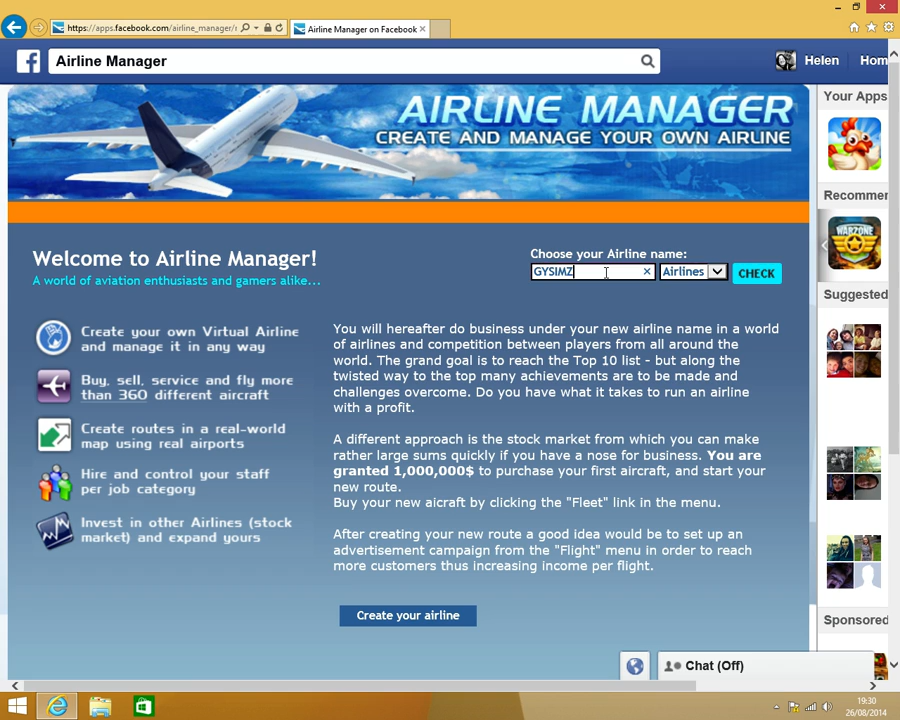 https://apps.facebook.com/airline_manager/
Airline Manager on Facebook
Airline Manager
Helen
Hom
AIRLINE MANAGER
CREATE AND MANAGE YOUR OWN AIRLINE
Your Apps
Recommen
WARZONE
Suggested
Sponsored
Welcome to Airline Manager!
A world of aviation enthusiasts and gamers alike...
Choose your Airline name:
GYSIMZ
Airlines
CHECK
Create your own Virtual Airline
and manage it in any way
Buy, sell, service and fly more
than 360 different aircraft
Create routes in a real-world
map using real airports
Hire and control your staff
per job category
Invest in other Airlines (stock
market) and expand yours
You will hereafter do business under your new airline name in a world
of airlines and competition between players from all around the
world. The grand goal is to reach the Top 10 list - but along the
twisted way to the top many achievements are to be made and
challenges overcome. Do you have what it takes to run an airline
with a profit.
A different approach is the stock market from which you can make
rather large sums quickly if you have a nose for business. You are
granted 1,000,000$ to purchase your first aircraft, and start your
new route.
Buy your new aicraft by clicking the "Fleet" link in the menu.
After creating your new route a good idea would be to set up an
advertisement campaign from the "Flight" menu in order to reach
more customers thus increasing income per flight.
Create your airline
Chat (Off)
19:30
26/08/2014